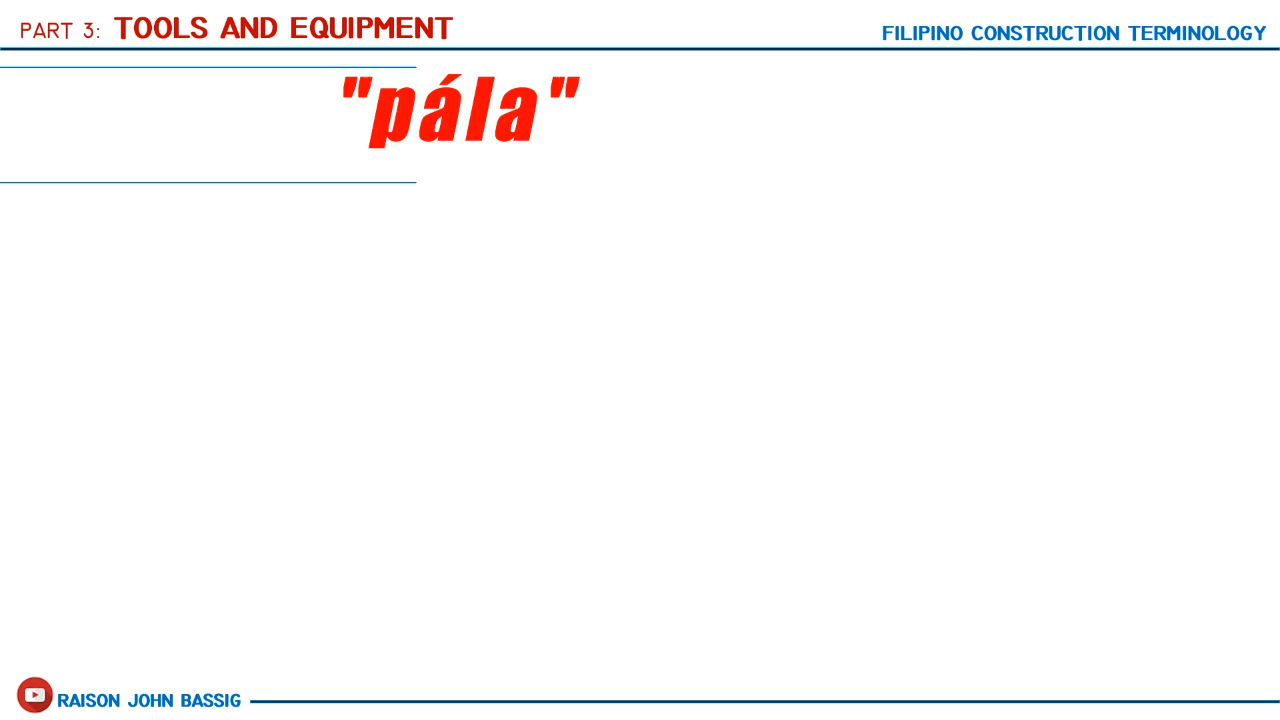 PART 3: TOOLS AND EQUIPMENT
FILIPINO CONSTRUCTION TERMINOLOGY
"pála"
RAISON JOHN BASSIG